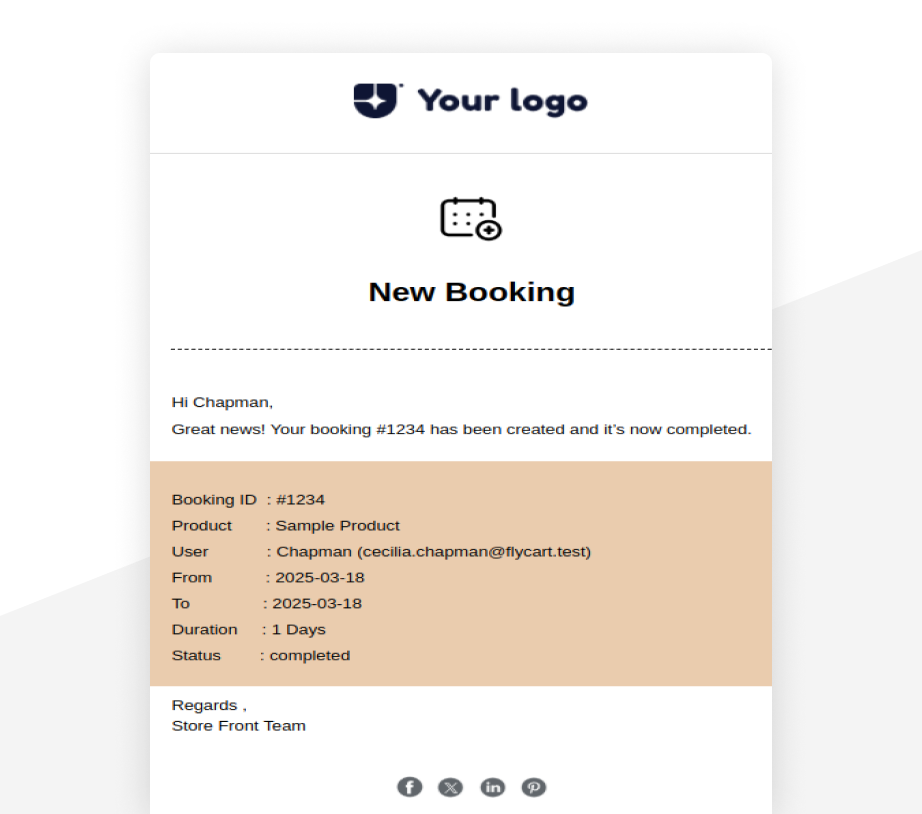 Your logo
New Booking
Hi Chapman,
Great news! Your booking #1234 has been created and it's now completed.
Booking ID : #1234
Product : Sample Product
User : Chapman (cecilia.chapman@flycart.test)
From : 2025-03-18
To : 2025-03-18
Duration : 1 Days
Status : completed
Regards ,
Store Front Team